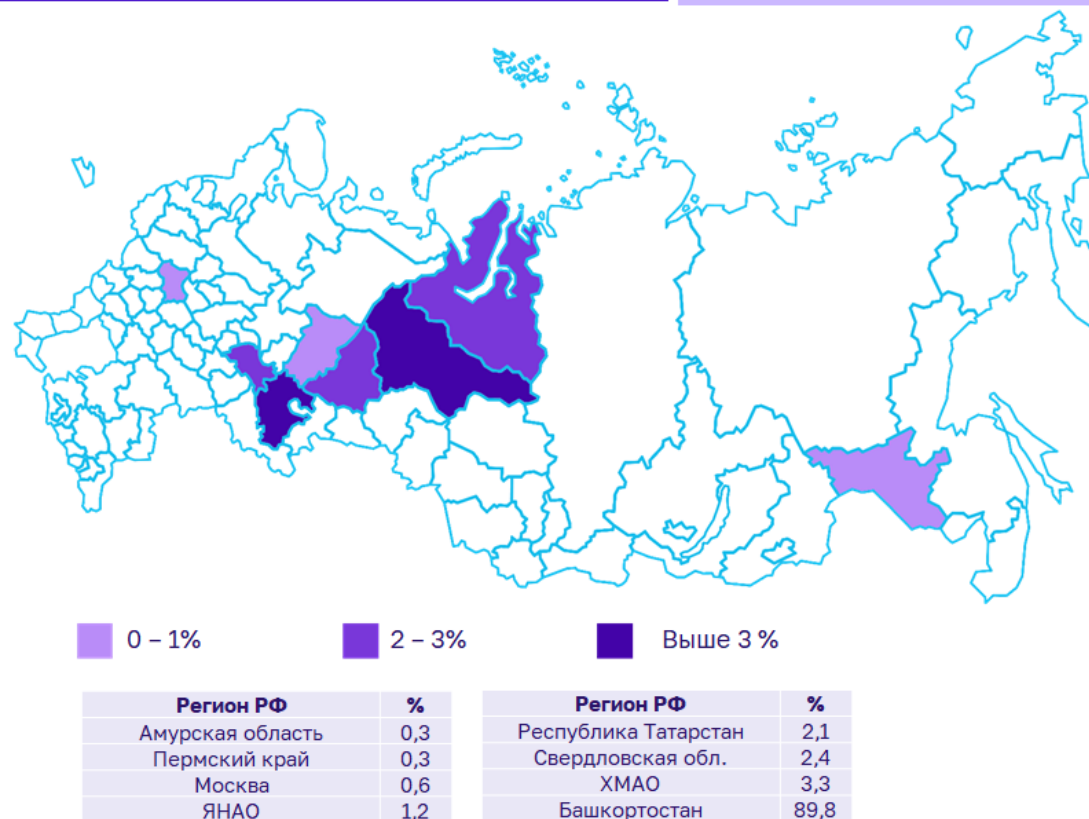 0 – 1%
2 – 3%
Выше 3 %
Регион РФ %
Амурская область 0,3
Пермский край 0,3
Москва 0,6
ЯНАО 1,2
Регион РФ %
Республика Татарстан 2,1
Свердловская обл. 2,4
ХМАО 3,3
Башкортостан 89,8